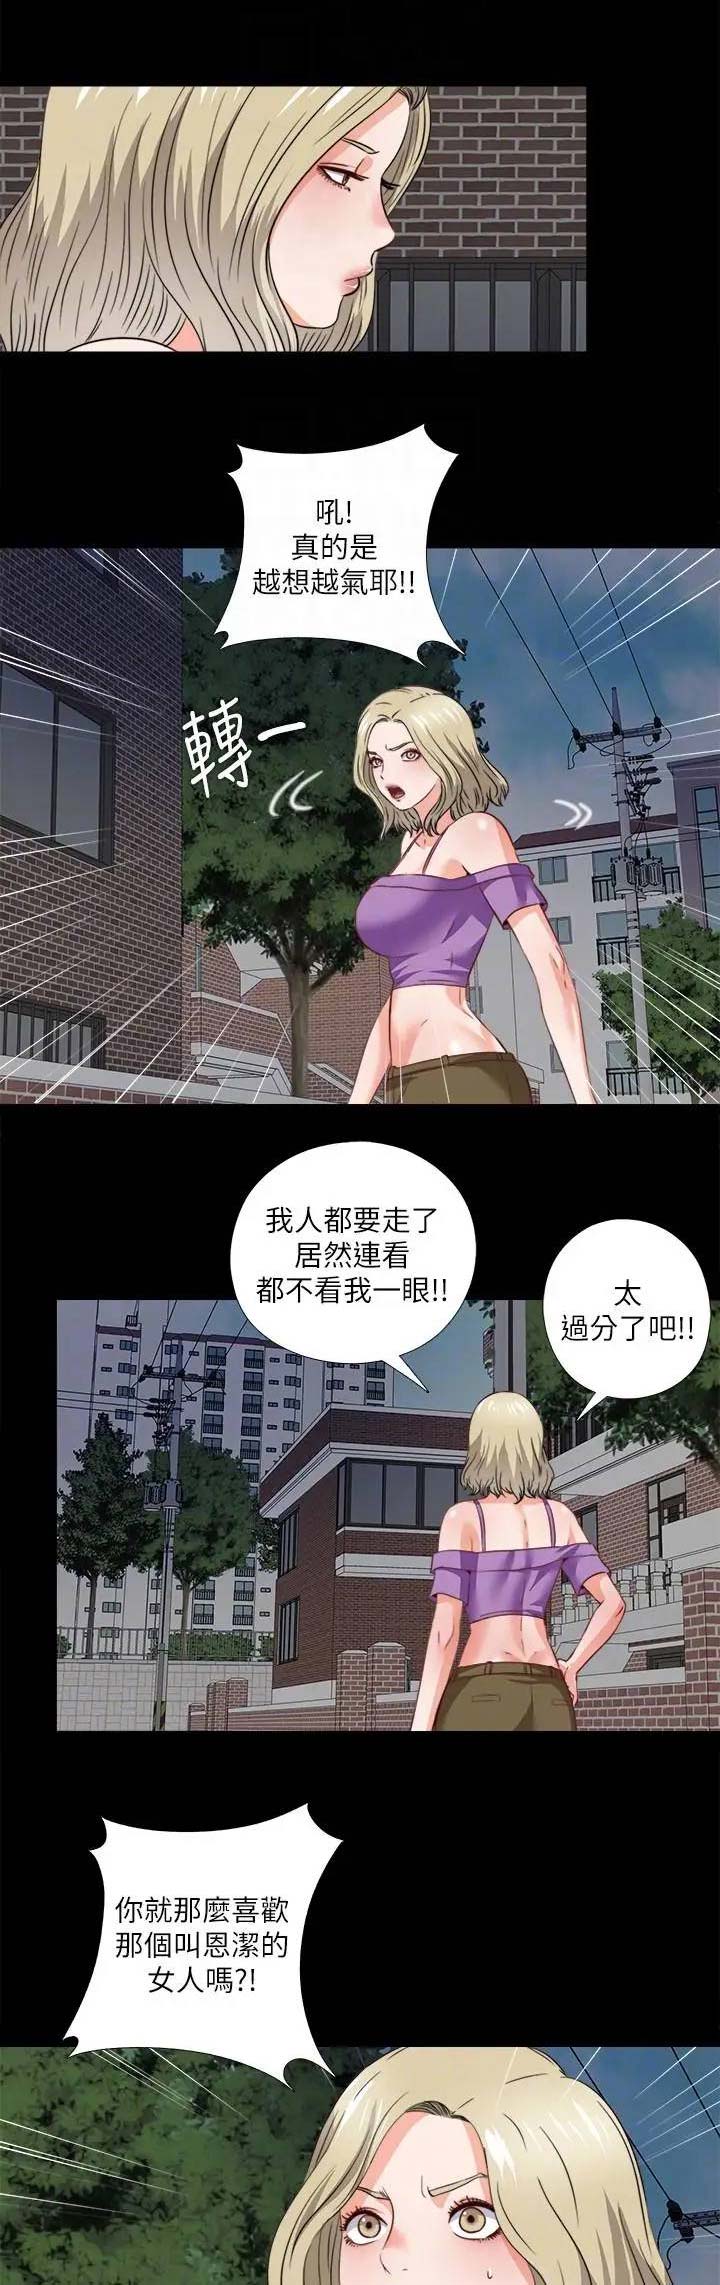 吼!
真的是
越想越氣耶!!
轉一
我人都要走了
居然連看
都不看我一眼!!
太
過分了吧!!
你就那麼喜歡
那個叫恩潔的
女人嗎?!